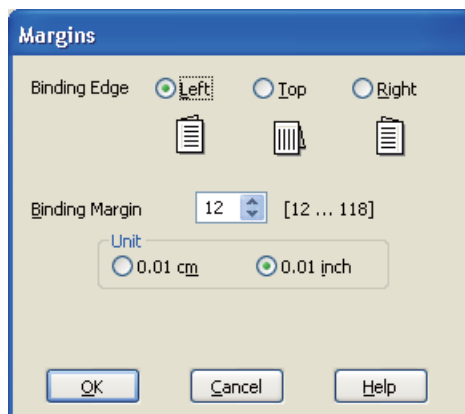 Margins
Binding Edge Left Top Right
Binding Margin 12 [12 ... 118]
Unit
0.01 cm 0.01 inch
OK Cancel Help